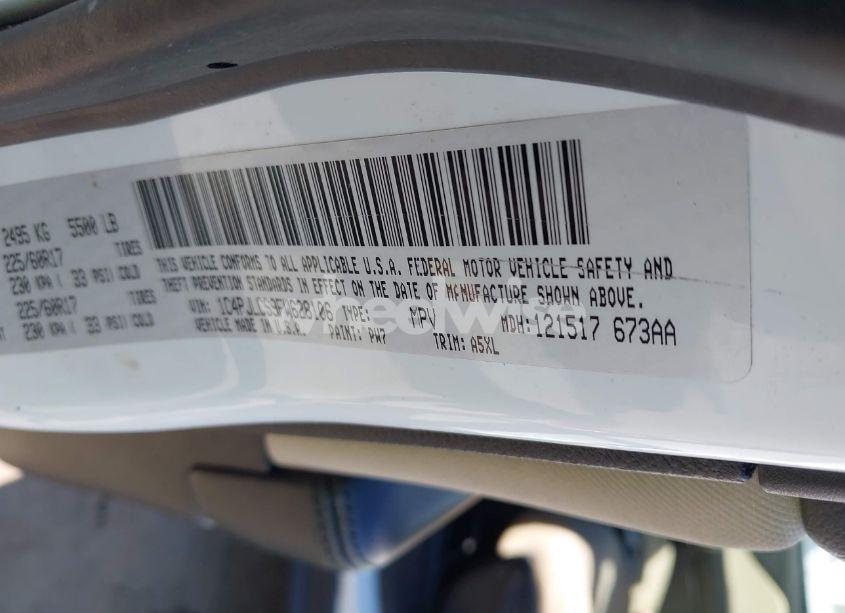 2495 KG 5500 LB
225/60R17 TIRES
230 KPA ( 33 PSI) COLD
225/60R17 TIRES
230 KPA ( 33 PSI) COLD
THIS VEHICLE CONFORMS TO ALL APPLICABLE U.S.A. FEDERAL MOTOR VEHICLE SAFETY AND
THEFT PREVENTION STANDARDS IN EFFECT ON THE DATE OF MANUFACTURE SHOWN ABOVE.
VIN: TYPE: MPV MDH: 121517 673AA
VEHICLE MADE IN U.S.A. PAINT: PW7 TRIM: A5XL
wheelwise